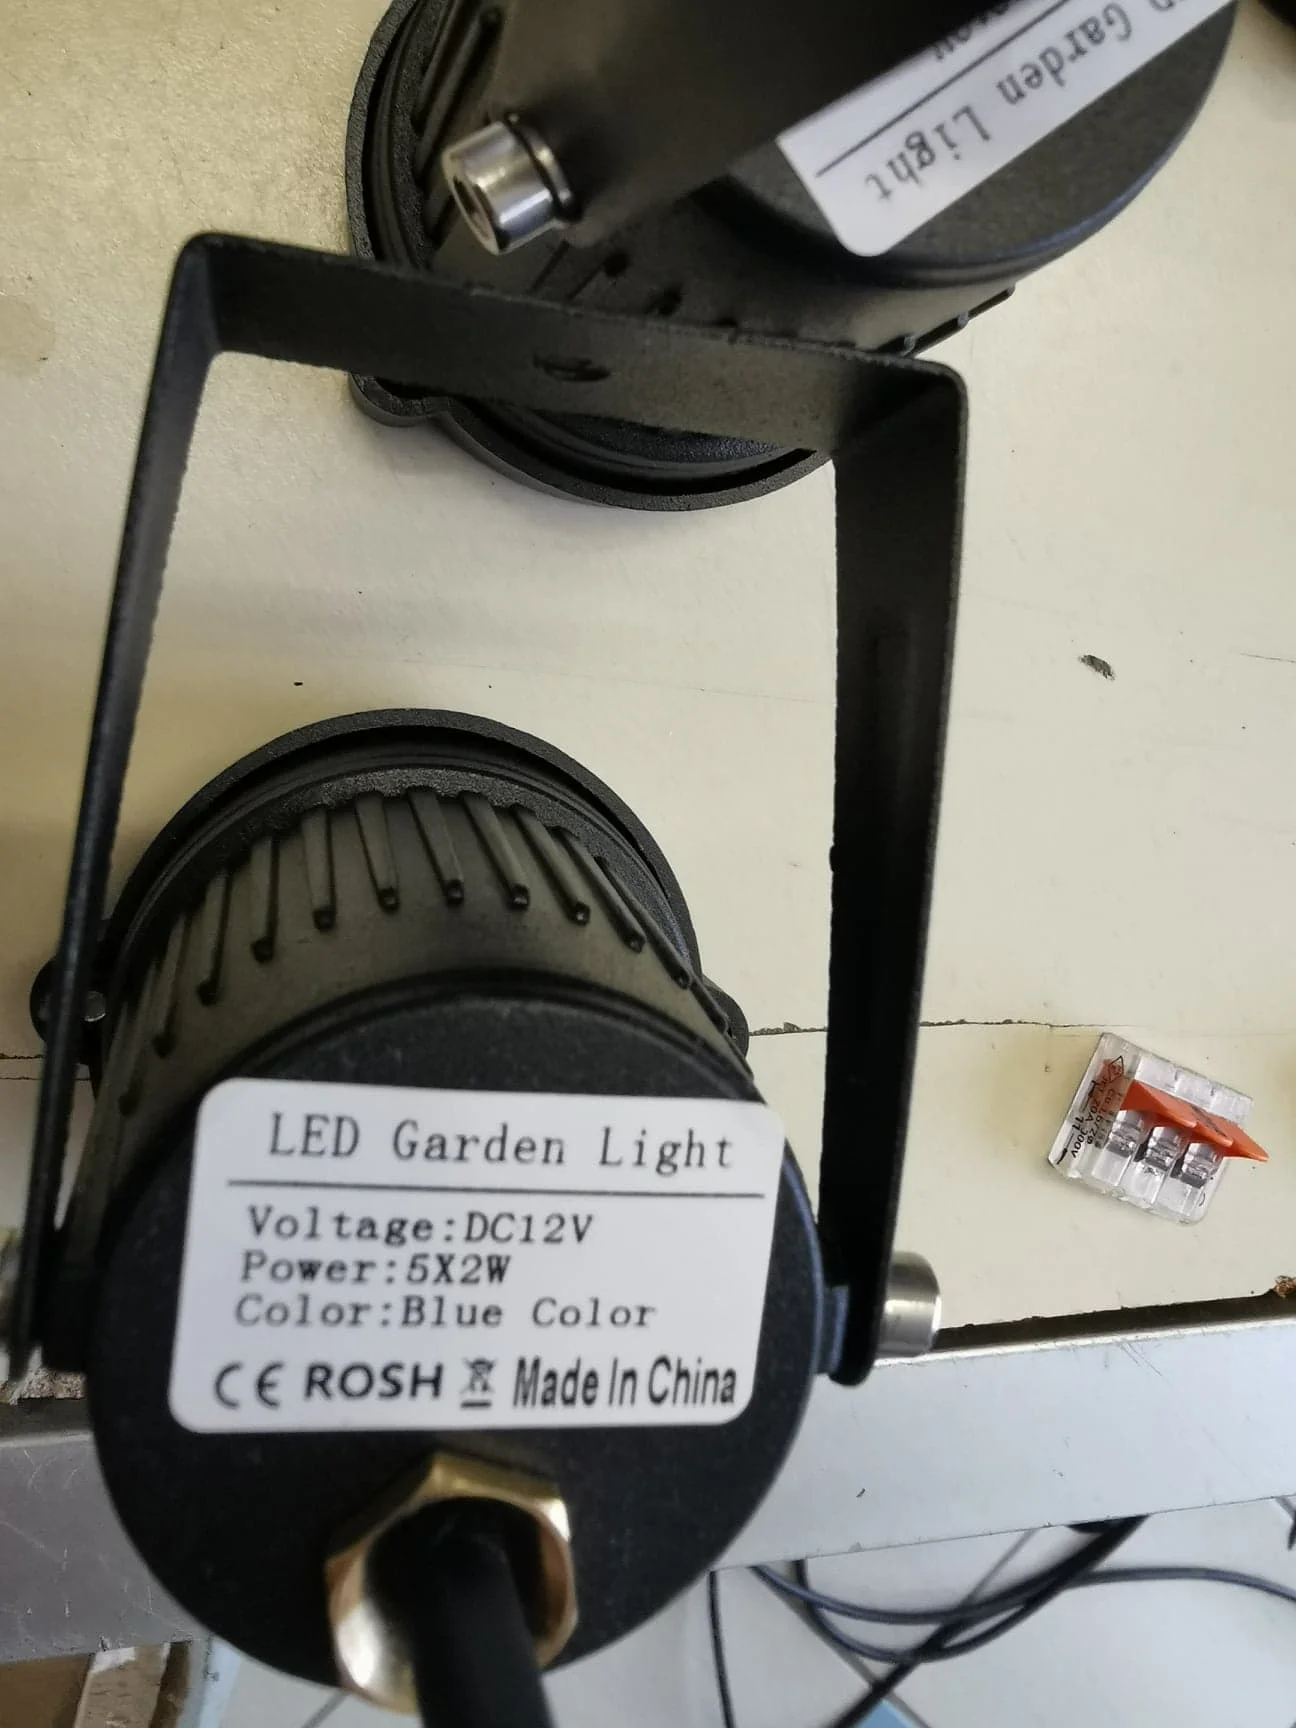 Garden Light
LED Garden Light
Voltage:DC12V
Power:5X2W
Color:Blue Color
CE ROSH Made In China